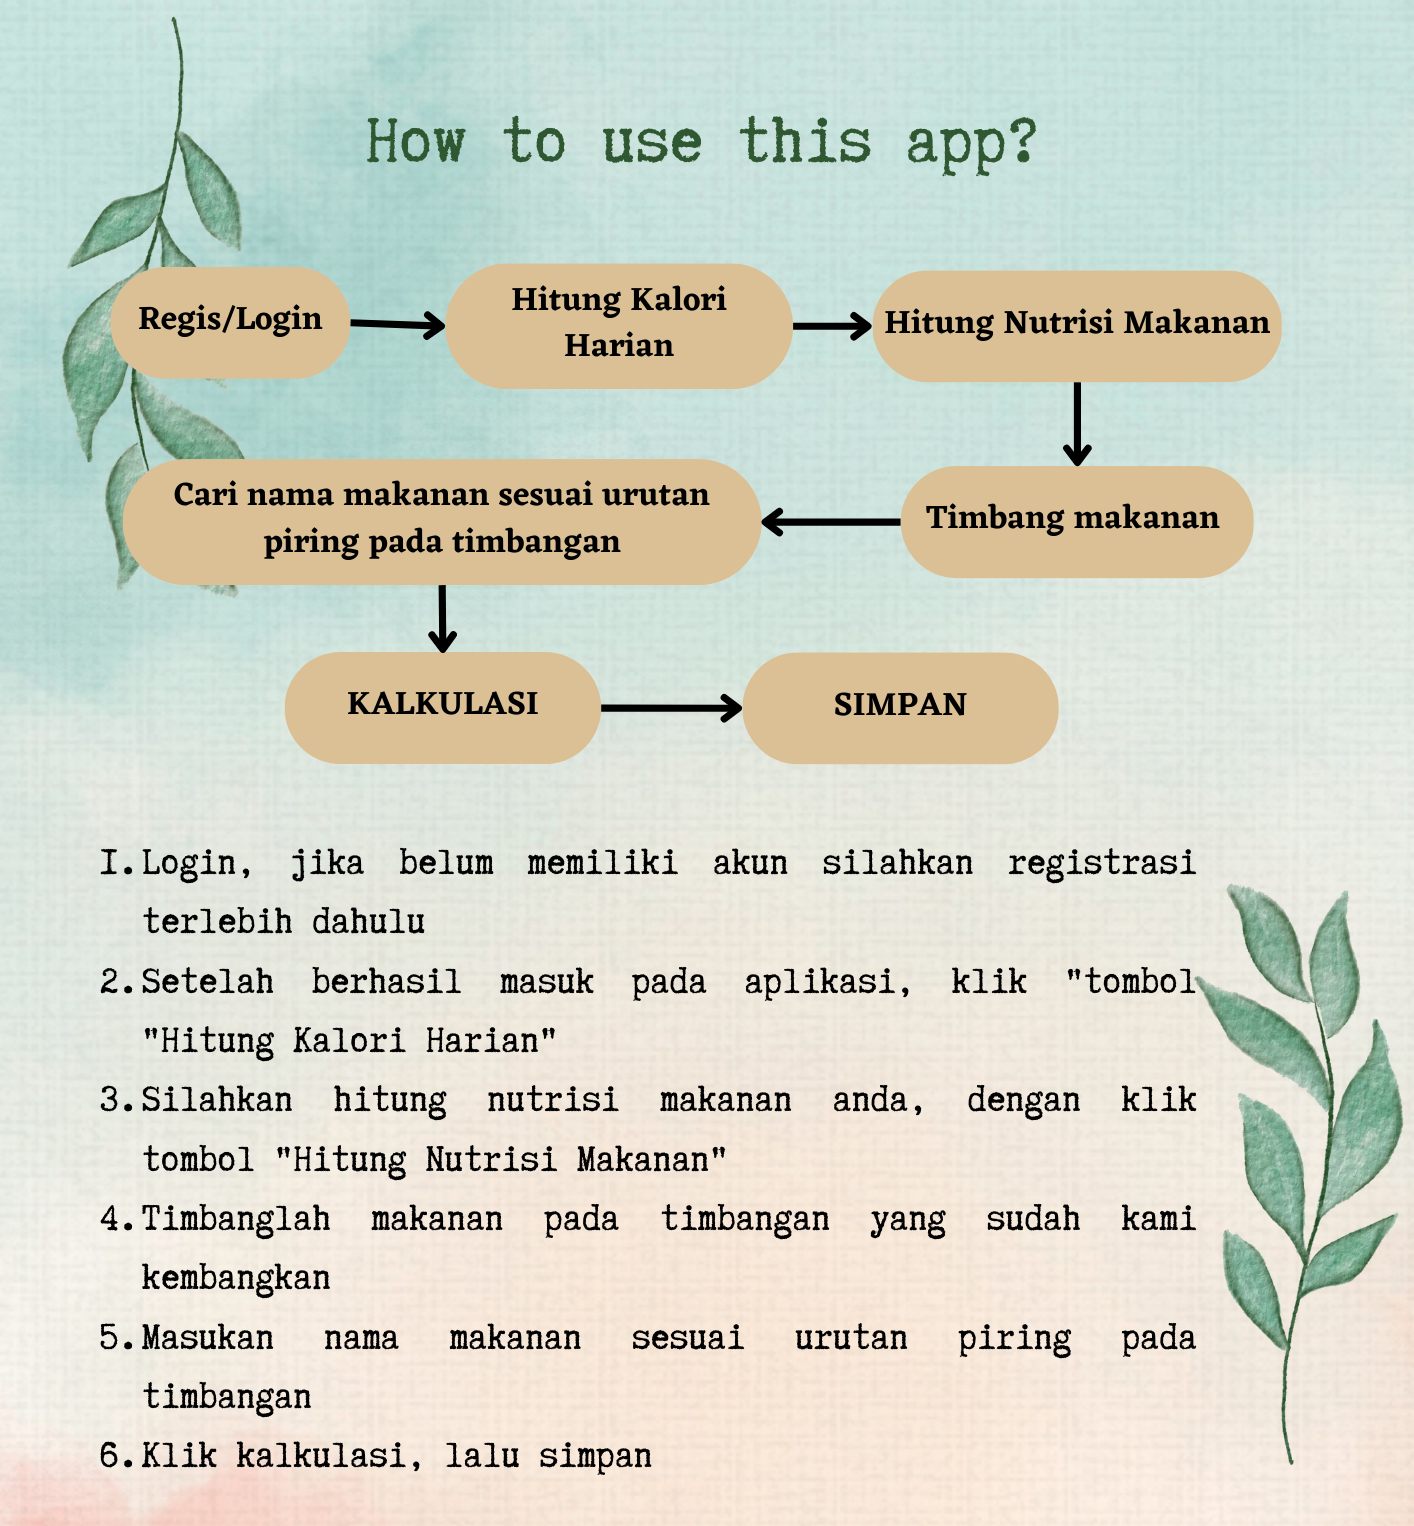 How to use this app?
Regis/Login
Hitung Kalori
Harian
Hitung Nutrisi Makanan
Timbang makanan
Cari nama makanan sesuai urutan
piring pada timbangan
KALKULASI
SIMPAN
1. Login, jika belum memiliki akun silahkan registrasi
terlebih dahulu
2. Setelah berhasil masuk pada aplikasi, klik "tombol
"Hitung Kalori Harian"
3. Silahkan hitung nutrisi makanan anda, dengan klik
tombol "Hitung Nutrisi Makanan"
4. Timbanglah makanan pada timbangan yang sudah kami
kembangkan
5. Masukan nama makanan sesuai urutan piring pada
timbangan
6. Klik kalkulasi, lalu simpan